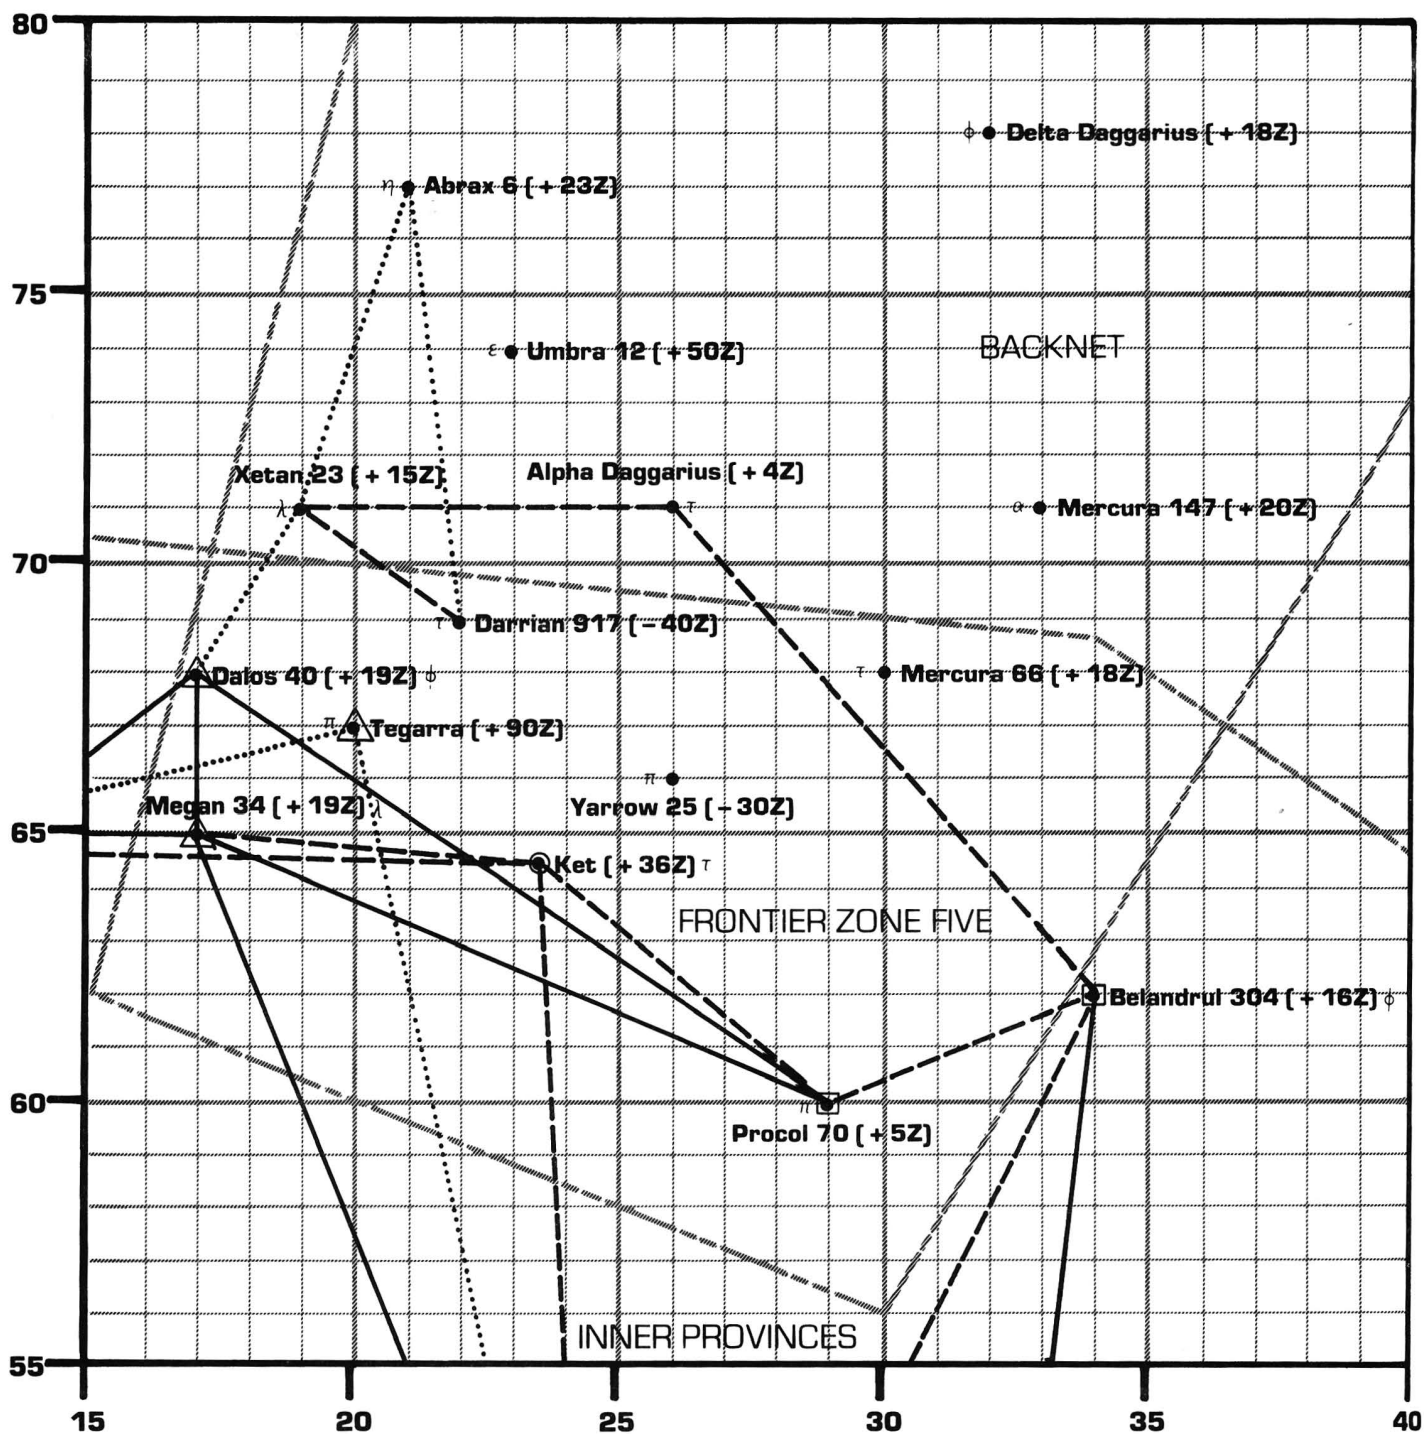 80
ϕ Delta Daggarius (+ 18Z)
η Abrax 6 (+ 23Z)
75
ε Umbra 12 (+ 50Z)
BACKNET
Xetan 23 (+ 15Z)
Alpha Daggarius (+ 4Z)
λ
τ
α Mercura 147 (+ 20Z)
70
τ Darrian 917 (– 40Z)
Dalos 40 (+ 19Z) ϕ
τ Mercura 66 (+ 18Z)
π Tegarra (+ 90Z)
π
Yarrow 25 (– 30Z)
Megan 34 (+ 19Z) λ
65
Ket (+ 36Z) τ
FRONTIER ZONE FIVE
Belandrul 304 (+ 16Z) ϕ
60
π
Procol 70 (+ 5Z)
INNER PROVINCES
55
15 20 25 30 35 40